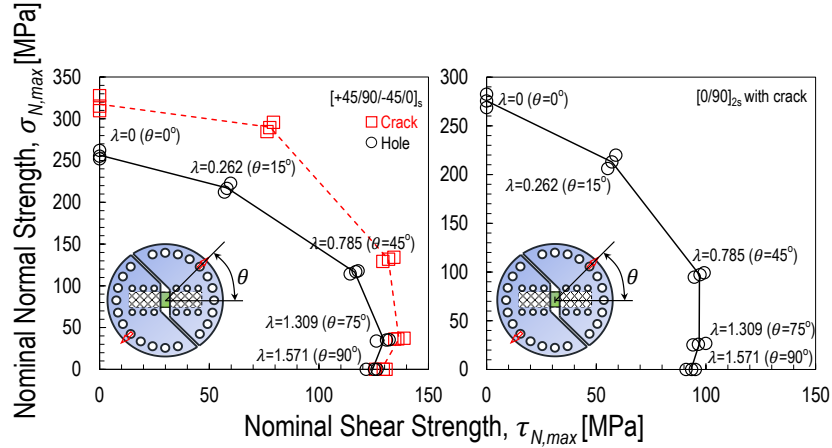 Nominal Normal Strength, σN,max [MPa]
350
300
250
200
150
100
50
0
0
50
100
150
[+45/90/-45/0]s
Crack
Hole
λ=0 (θ=0°)
λ=0.262 (θ=15°)
λ=0.785 (θ=45°)
θ
λ=1.309 (θ=75°)
λ=1.571 (θ=90°)
300
250
200
150
100
50
0
0
50
100
150
[0/90]2s with crack
λ=0 (θ=0°)
λ=0.262 (θ=15°)
λ=0.785 (θ=45°)
θ
λ=1.309 (θ=75°)
λ=1.571 (θ=90°)
Nominal Shear Strength, τN,max [MPa]